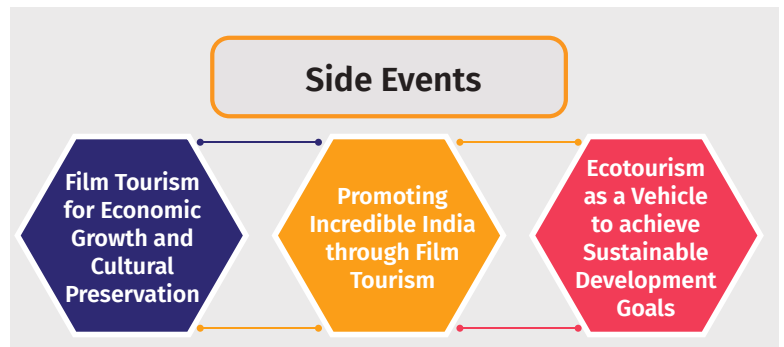 Side Events
Film Tourism
for Economic
Growth and
Cultural
Preservation
Promoting
Incredible India
through Film
Tourism
Ecotourism
as a Vehicle
to achieve
Sustainable
Development
Goals